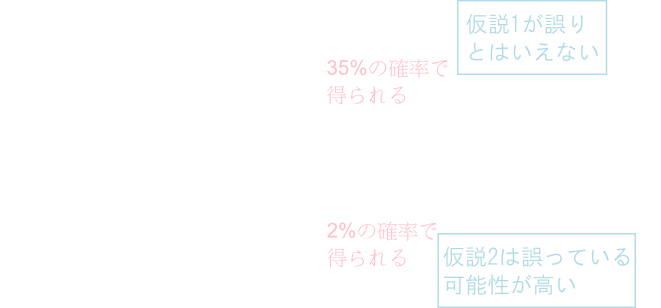 仮説1が誤り
とはいえない
35%の確率で
得られる
2%の確率で
得られる
仮説2は誤っている
可能性が高い